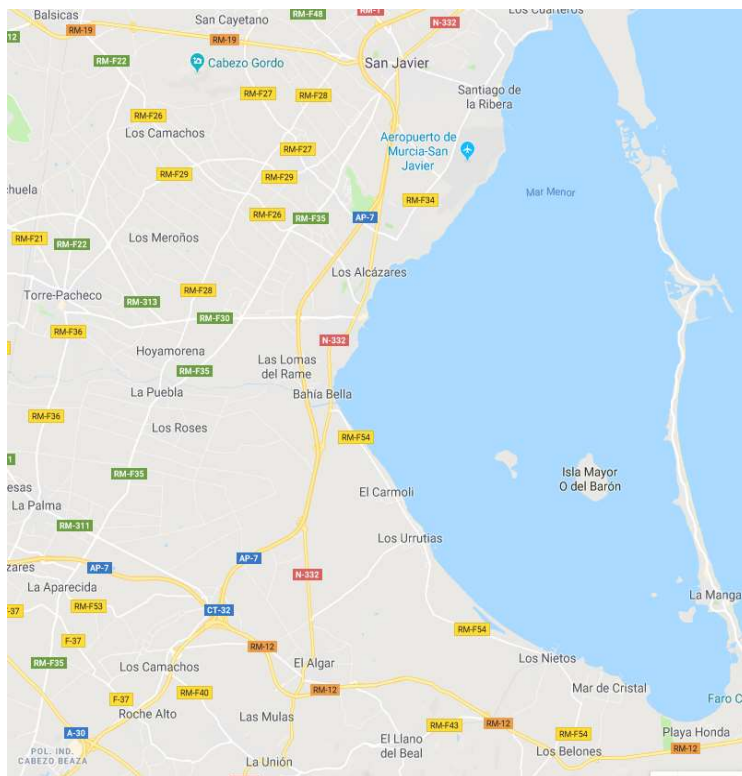 Balsicas
San Cayetano
RM-F48
RM-1
N-332
Los Cuarteros
12
RM-19
RM-19
RM-F22
Cabezo Gordo
San Javier
Santiago de
la Ribera
RM-F27
RM-F28
RM-F26
Los Camachos
Aeropuerto de
Murcia-San
Javier
RM-F27
RM-F29
RM-F29
huela
Mar Menor
RM-F34
RM-F26
RM-F35
AP-7
RM-F21
RM-F22
Los Meroños
Los Alcázares
Torre-Pacheco
RM-313
RM-F28
RM-F30
RM-F36
N-332
Hoyamorena
Las Lomas
del Rame
RM-F35
La Puebla
Bahía Bella
RM-F36
Los Roses
RM-F54
1
RM-F35
Isla Mayor
O del Barón
esas
La Palma
El Carmoli
RM-311
Los Urrutias
zares
AP-7
AP-7
N-332
La Aparecida
La Manga
F-37
RM-F53
CT-32
F-37
RM-F54
RM-12
RM-F35
Los Camachos
El Algar
Los Nietos
RM-12
Mar de Cristal
F-37
RM-F40
Faro C
Roche Alto
Las Mulas
RM-F43
RM-12
A-30
RM-F54
Playa Honda
El Llano
del Beal
POL. IND.
CABEZO BEAZA
Los Belones
RM-12
La Unión